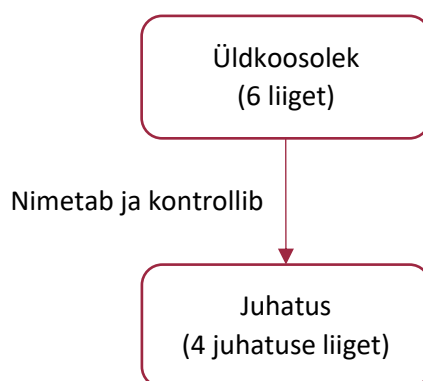 Üldkoosolek
(6 liiget)
Nimetab ja kontrollib
Juhatus
(4 juhatuse liiget)